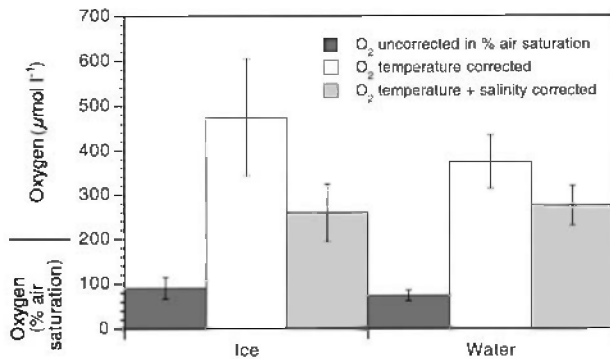 700
600
500
400
300
200
100
0
Oxygen (µmol l⁻¹)
Oxygen
(% air
saturation)
O₂ uncorrected in % air saturation
O₂ temperature corrected
O₂ temperature + salinity corrected
Ice
Water